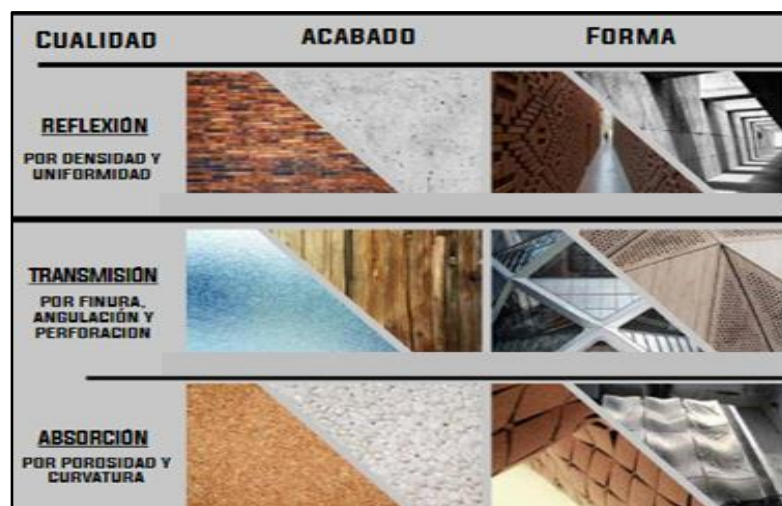 CUALIDAD ACABADO FORMA
REFLEXIÓN
POR DENSIDAD Y
UNIFORMIDAD
TRANSMISIÓN
POR FINURA,
ANGULACIÓN Y
PERFORACION
ABSORCIÓN
POR POROSIDAD Y
CURVATURA